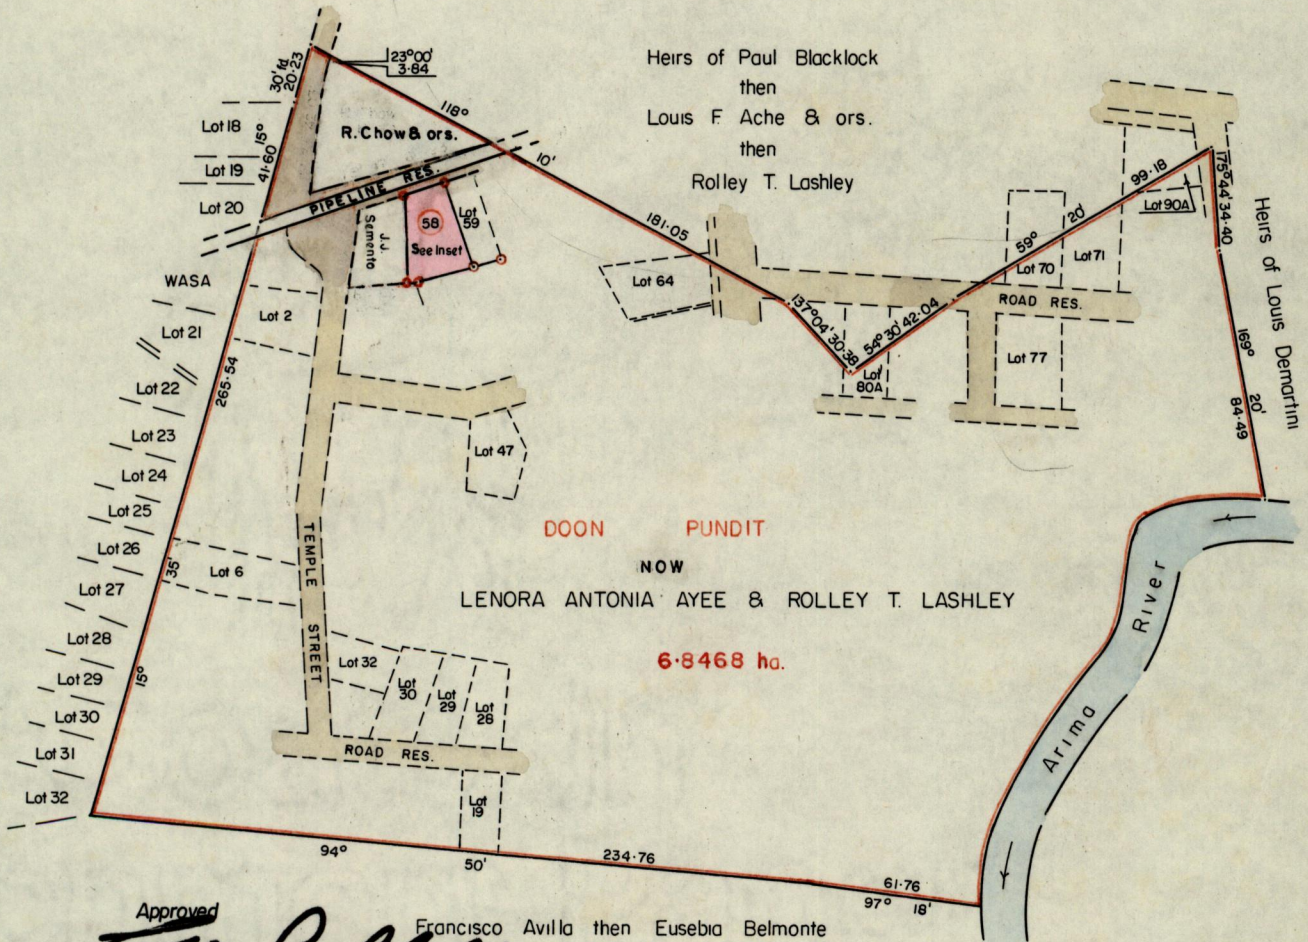 Heirs of Paul Blacklock
then
Louis F. Ache & ors.
then
Rolley T. Lashley
30' fd.
20·23
23°00'
3·84
118°
10'
181·05
R. Chow & ors.
15°
41·60
Lot 18
Lot 19
Lot 20
PIPELINE RES.
J.J. Semento
58
See Inset
Lot 59
WASA
Lot 21
Lot 22
Lot 23
Lot 24
Lot 25
Lot 26
Lot 27
Lot 28
Lot 29
Lot 30
Lot 31
Lot 32
265·54
35'
15°
Lot 2
Lot 6
Lot 47
TEMPLE STREET
Lot 32
Lot 30
Lot 29
Lot 28
ROAD RES.
Lot 19
Lot 64
137°04' 30·38
54°30' 42·04
Lot 80A
59° 20'
99·18
Lot 70
Lot 71
Lot 90A
ROAD RES.
Lot 77
175°44' 34·40
Heirs of Louis Demartini
169° 20'
84·49
DOON PUNDIT
NOW
LENORA ANTONIA AYEE & ROLLEY T. LASHLEY
6·8468 ha.
Arima River
94° 50'
234·76
61·76
97° 18'
Approved
Francisco Avilla then Eusebia Belmonte